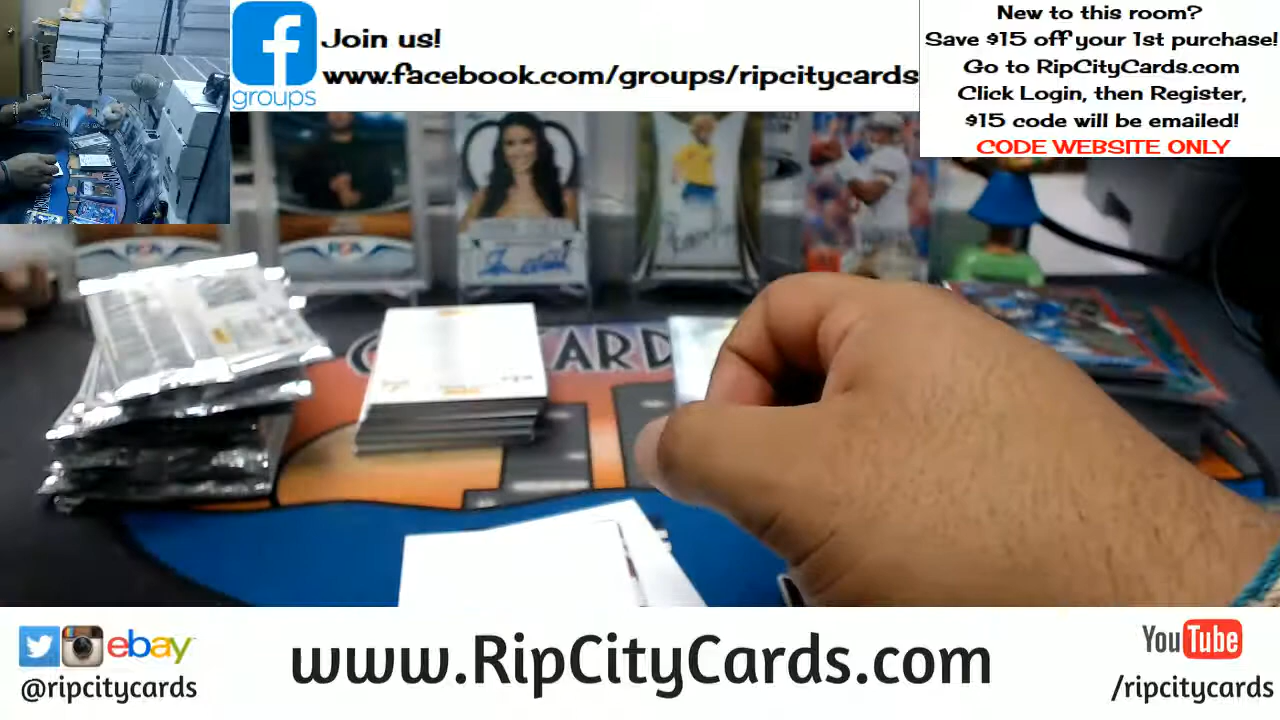 Join us!
www.facebook.com/groups/ripcitycards
groups
New to this room?
Save $15 off your 1st purchase!
Go to RipCityCards.com
Click Login, then Register,
$15 code will be emailed!
CODE WEBSITE ONLY
CARD
ebay
@ripcitycards
www.RipCityCards.com
YouTube
/ripcitycards